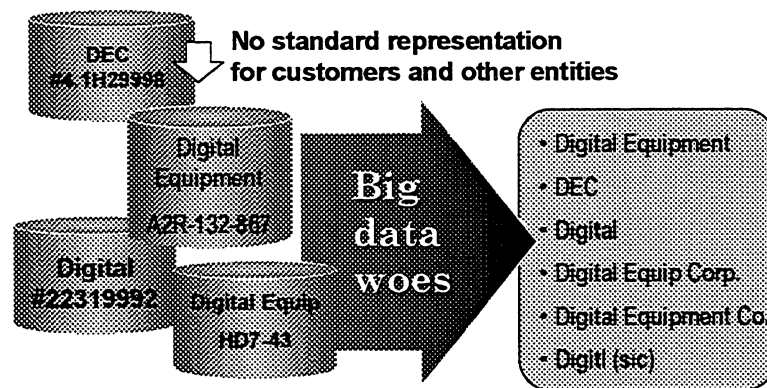 DEC
#4.1H29998
No standard representation
for customers and other entities
Digital
Equipment
A2R-132-867
Digital
#22319992
Digital Equip
HD7-43
Big
data
woes
• Digital Equipment
• DEC
• Digital
• Digital Equip Corp.
• Digital Equipment Co.
• Digitl (sic)